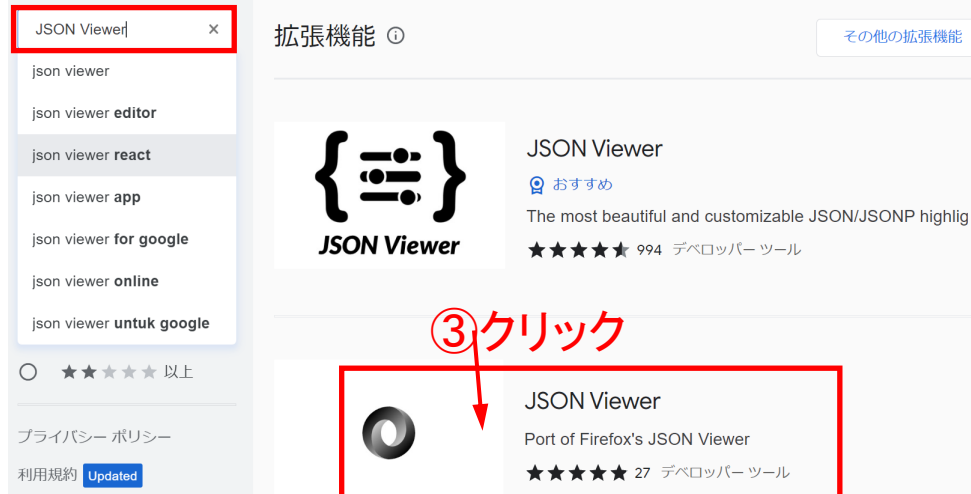 JSON Viewer
json viewer
json viewer editor
json viewer react
json viewer app
json viewer for google
json viewer online
json viewer untuk google
以上
プライバシー ポリシー
利用規約 Updated
拡張機能
その他の拡張機能
JSON Viewer
JSON Viewer
おすすめ
The most beautiful and customizable JSON/JSONP highlig
994 デベロッパー ツール
③クリック
JSON Viewer
Port of Firefox's JSON Viewer
27 デベロッパー ツール